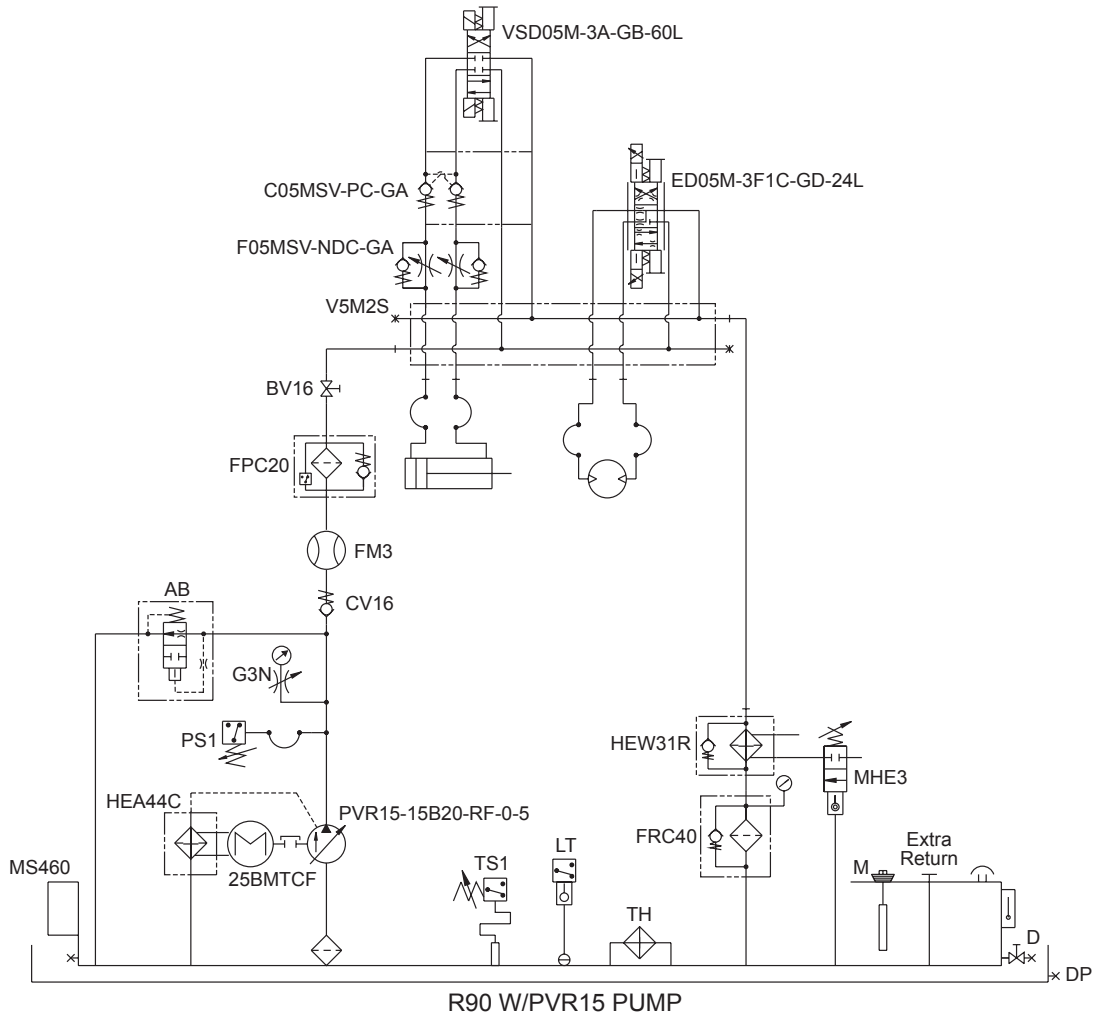 VSD05M-3A-GB-60L
ED05M-3F1C-GD-24L
C05MSV-PC-GA
F05MSV-NDC-GA
V5M2S
BV16
FPC20
FM3
AB
CV16
G3N
PS1
HEW31R
MHE3
HEA44C
PVR15-15B20-RF-0-5
FRC40
LT
Extra
Return
MS460
25BMTCF
TS1
M
TH
D
DP
R90 W/PVR15 PUMP